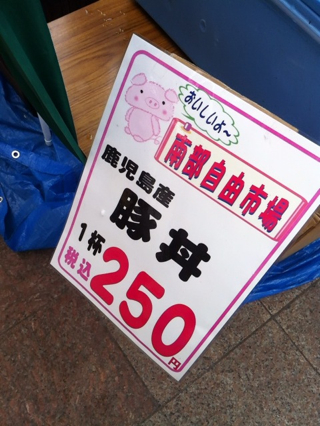 おいしいよ～
南部自由市場
鹿児島産
豚丼
1杯
税込250円